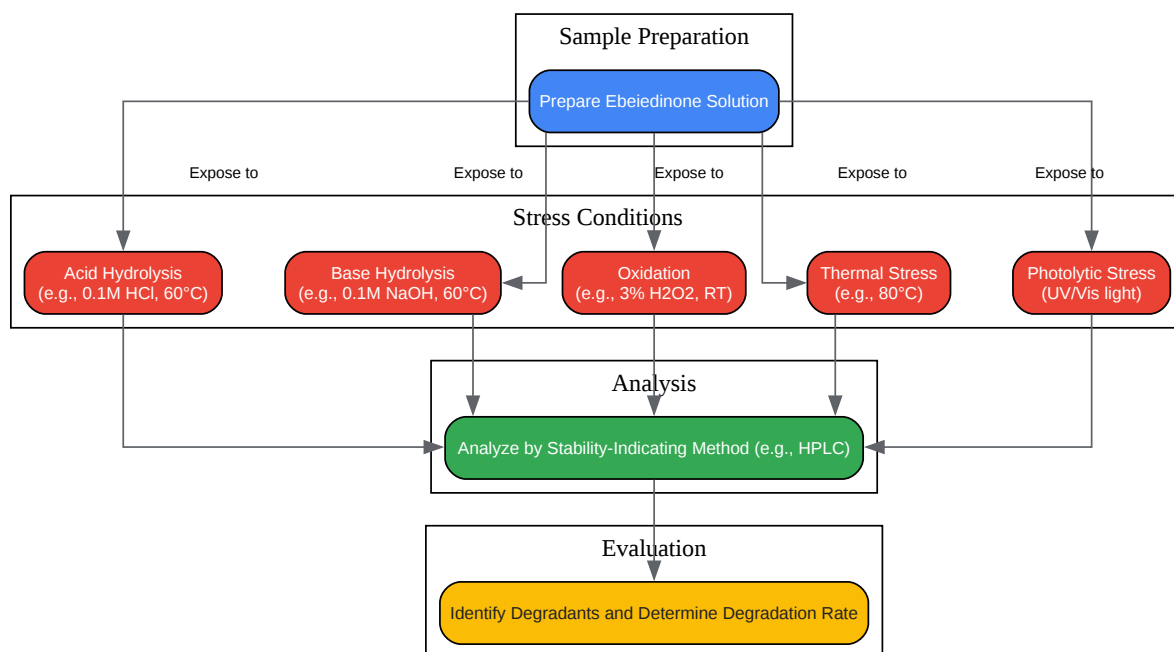 Sample Preparation
Prepare Ebeiedinone Solution
Expose to
Expose to
Expose to
Expose to
Expose to
Stress Conditions
Acid Hydrolysis
(e.g., 0.1M HCl, 60°C)
Base Hydrolysis
(e.g., 0.1M NaOH, 60°C)
Oxidation
(e.g., 3% H2O2, RT)
Thermal Stress
(e.g., 80°C)
Photolytic Stress
(UV/Vis light)
Analysis
Analyze by Stability-Indicating Method (e.g., HPLC)
Evaluation
Identify Degradants and Determine Degradation Rate